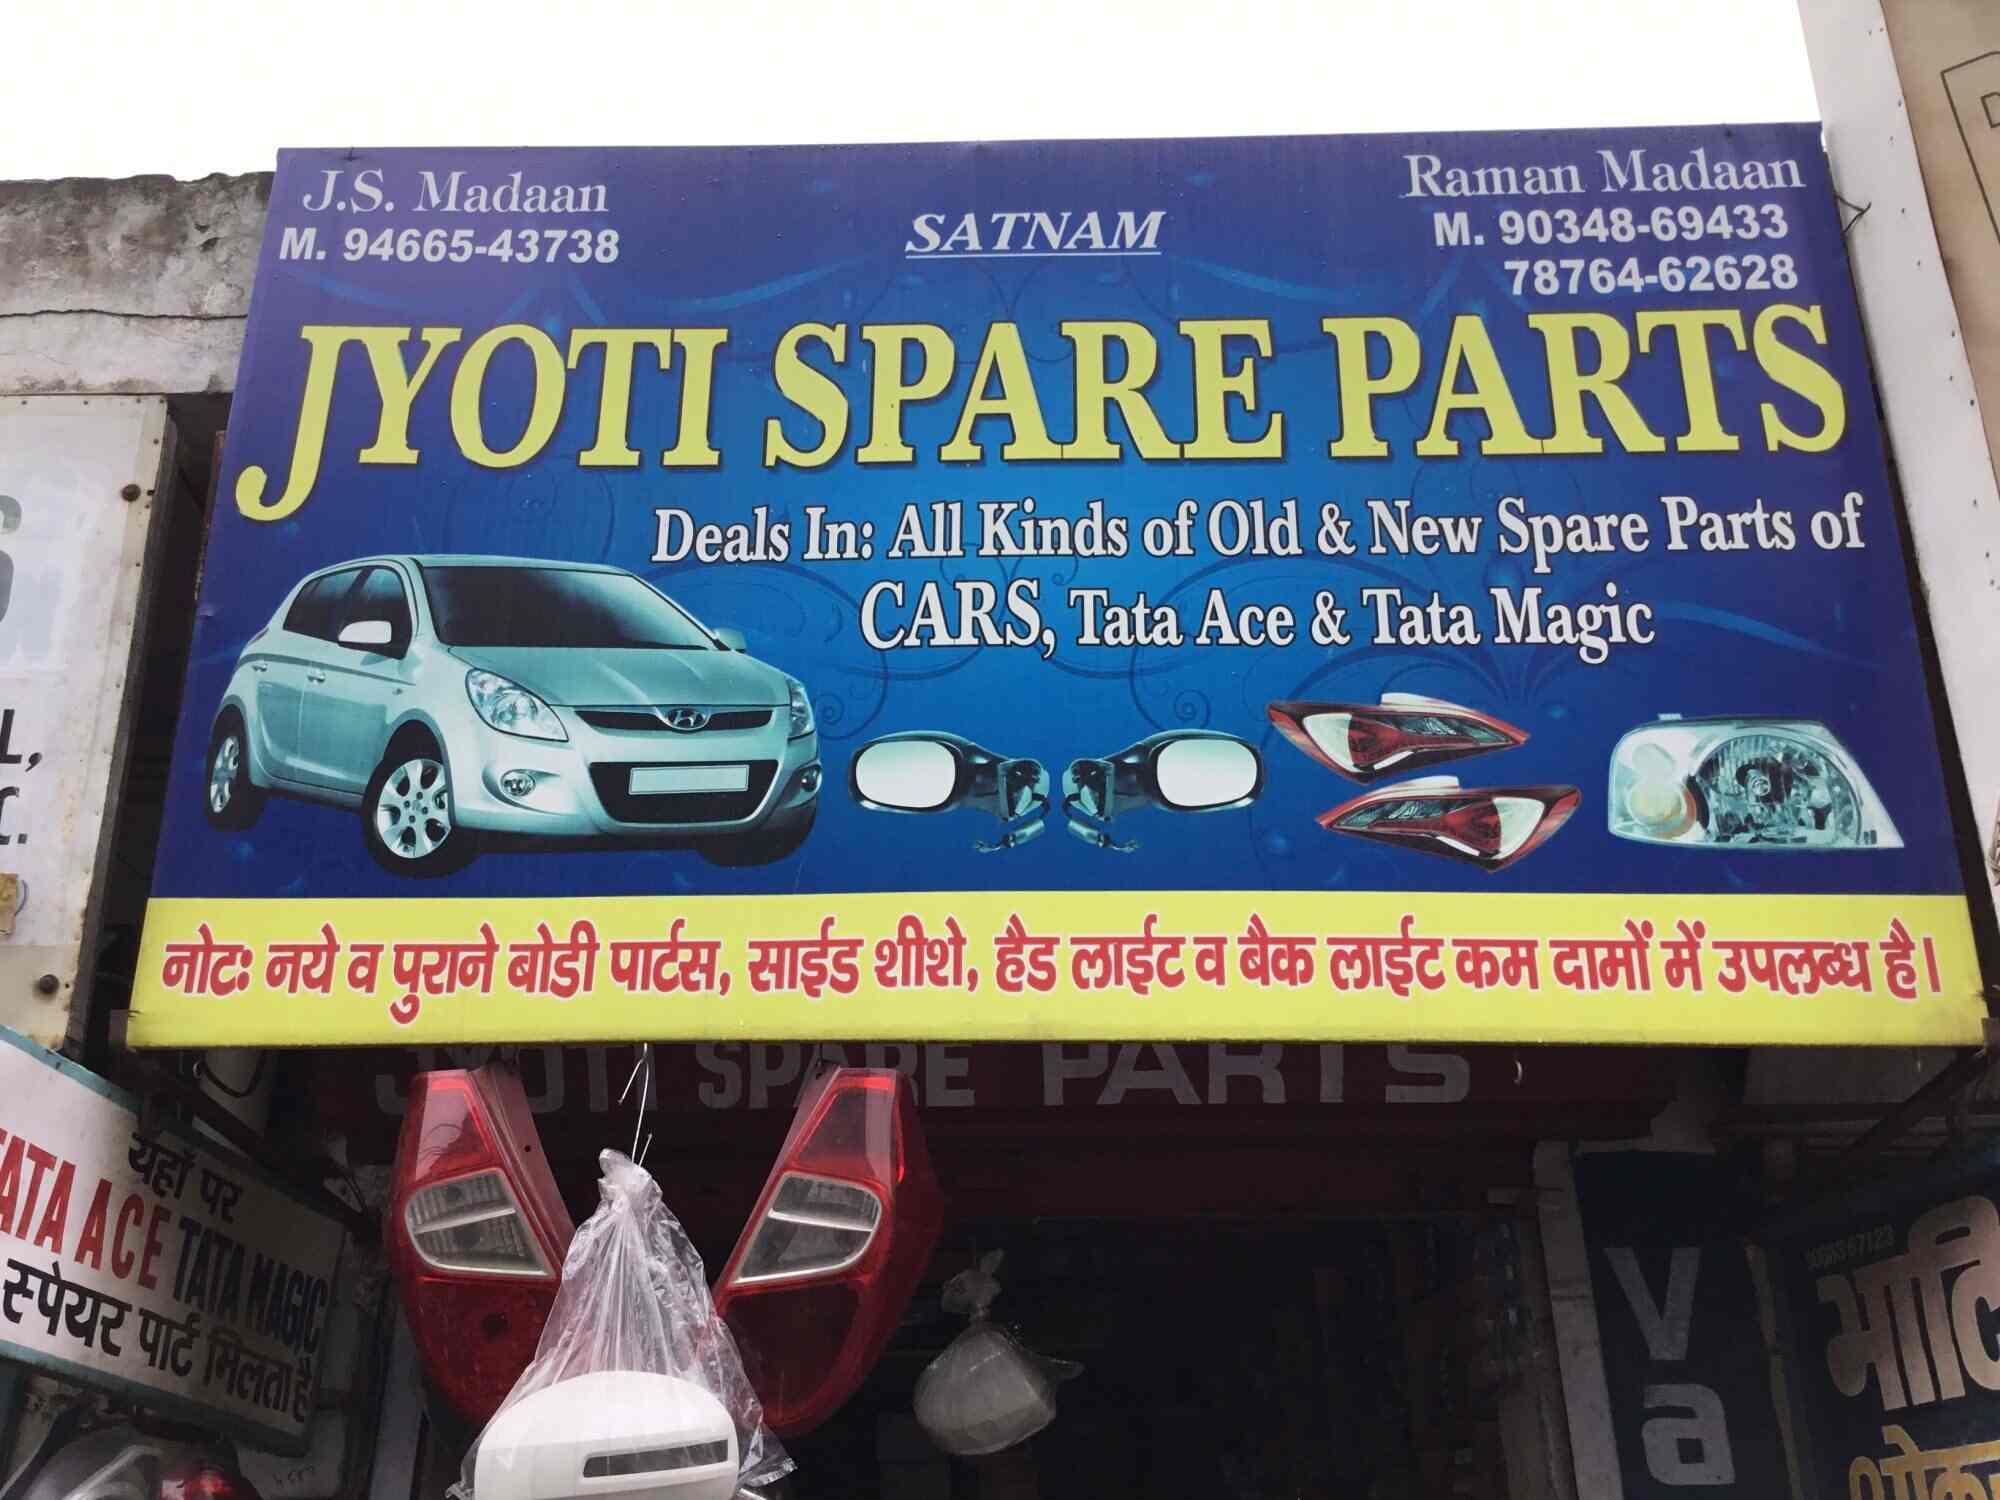 J.S. Madaan
M. 94665-43738
SATNAM
Raman Madaan
M. 90348-69433
78764-62628
JYOTI SPARE PARTS
Deals In: All Kinds of Old & New Spare Parts of
CARS, Tata Ace & Tata Magic
नोटः नये व पुराने बोडी पार्टस, साईड शीशे, हैड लाईट व बैक लाईट कम दामों में उपलब्ध है।
JYOTI SPARE PARTS
यहाँ पर
TATA ACE TATA MAGIC
स्पेयर पार्ट मिलता है
L,
C.
V
a